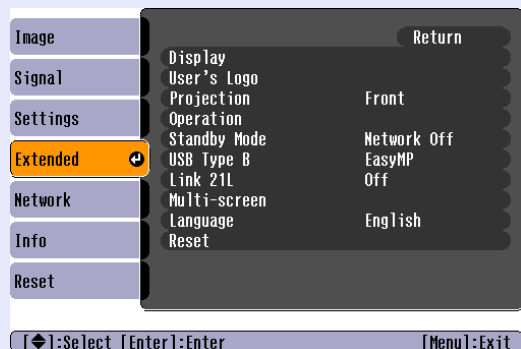 Image
Signal
Settings
Extended
Network
Info
Reset
Return
Display
User's Logo
Projection Front
Operation
Standby Mode Network Off
USB Type B EasyMP
Link 21L Off
Multi-screen
Language English
Reset
[◆]:Select [Enter]:Enter [Menu]:Exit